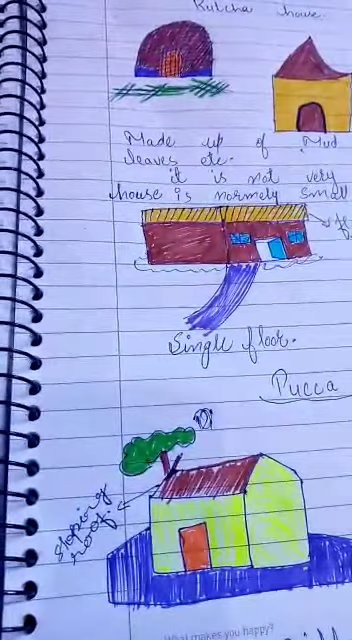 Kutcha house.
Made up of Mud
leaves etc.
it is not very
house is normely small
Single floor.
Pucca
sloping
roof.
What makes you happy?